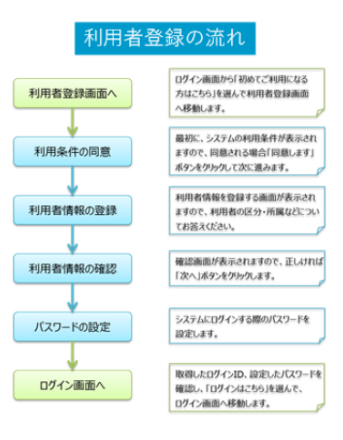 利用者登録の流れ
利用者登録画面へ
ログイン画面から「初めてご利用になる
方はこちら」を選んで利用者登録画面
へ移動します。
利用条件の同意
最初に、システムの利用条件が表示され
ますので、同意される場合「同意します」
ボタンをクリックして次に進みます。
利用者情報の登録
利用者情報を登録する画面が表示され
ますので、利用者の区分・所属などについ
てお答えください。
利用者情報の確認
確認画面が表示されますので、正しければ
「次へ」ボタンをクリックします。
パスワードの設定
システムにログインする際のパスワードを
設定します。
ログイン画面へ
取得したログインID、設定したパスワードを
確認し、「ログインはこちら」を選んで、
ログイン画面へ移動します。